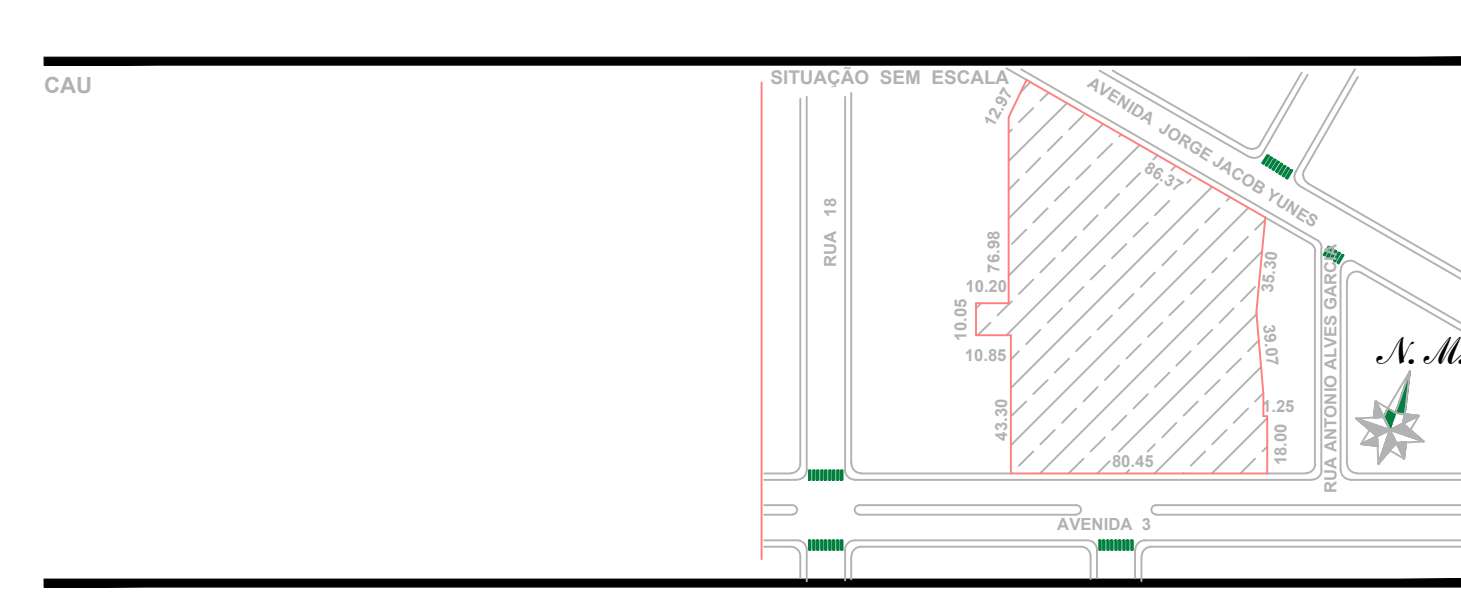 CAU
SITUAÇÃO SEM ESCALA
12.97
AVENIDA JORGE JACOB YUNES
86.37
RUA 18
76.98
10.20
10.05
10.85
43.30
35.30
39.07
1.25
18.00
80.45
RUA ANTONIO ALVES GARCIA
N. M.
AVENIDA 3